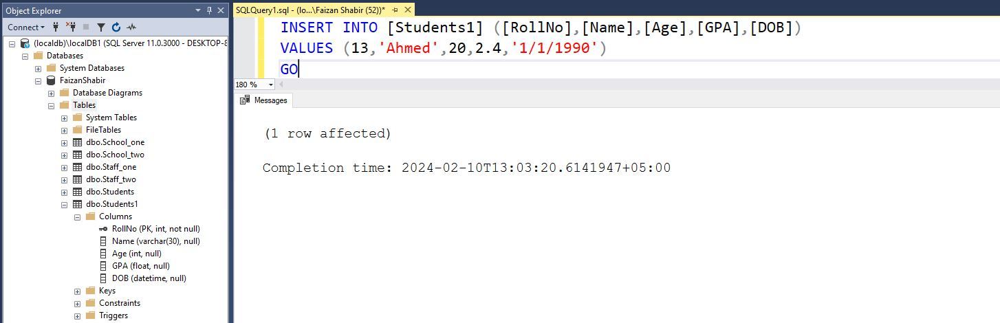 Object Explorer
Connect
(localdb)\localDB1 (SQL Server 11.0.3000 - DESKTOP-8
Databases
System Databases
FaizanShabir
Database Diagrams
Tables
System Tables
FileTables
dbo.School_one
dbo.School_two
dbo.Staff_one
dbo.Staff_two
dbo.Students
dbo.Students1
Columns
RollNo (PK, int, not null)
Name (varchar(30), null)
Age (int, null)
GPA (float, null)
DOB (datetime, null)
Keys
Constraints
Triggers
SQLQuery1.sql - (lo...\Faizan Shabir (52))*
INSERT INTO [Students1] ([RollNo],[Name],[Age],[GPA],[DOB])
VALUES (13,'Ahmed',20,2.4,'1/1/1990')
GO
180 %
Messages
(1 row affected)
Completion time: 2024-02-10T13:03:20.6141947+05:00